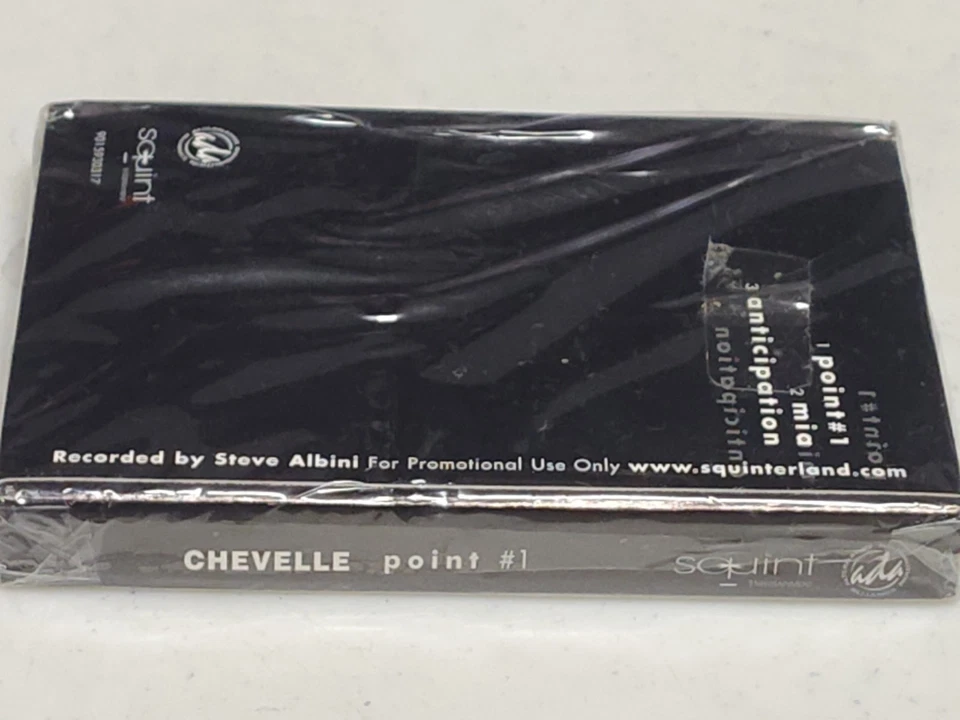 squint
1 point#1
2 mia
3 anticipation
Recorded by Steve Albini For Promotional Use Only www.squinterland.com
CHEVELLE point #1
squint
ada